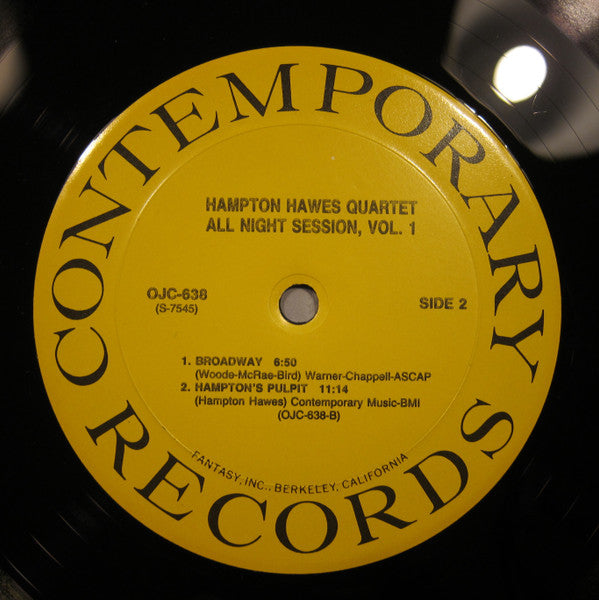 CONTEMPORARY RECORDS
HAMPTON HAWES QUARTET
ALL NIGHT SESSION, VOL. 1
OJC-638
(S-7545)
SIDE 2
1. BROADWAY 6:50
(Woode-McRae-Bird) Warner-Chappell-ASCAP
2. HAMPTON'S PULPIT 11:14
(Hampton Hawes) Contemporary Music-BMI
(OJC-638-B)
FANTASY, INC., BERKELEY, CALIFORNIA